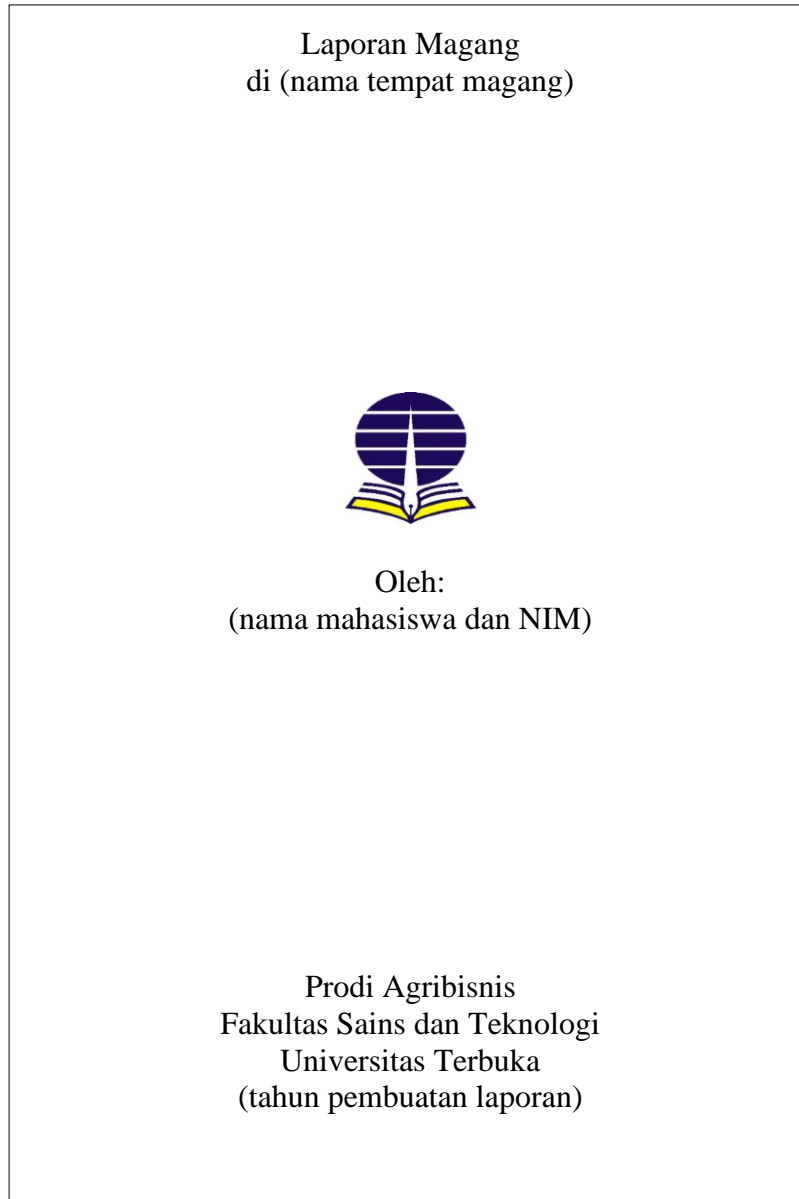 Laporan Magang
di (nama tempat magang)
Oleh:
(nama mahasiswa dan NIM)
Prodi Agribisnis
Fakultas Sains dan Teknologi
Universitas Terbuka
(tahun pembuatan laporan)